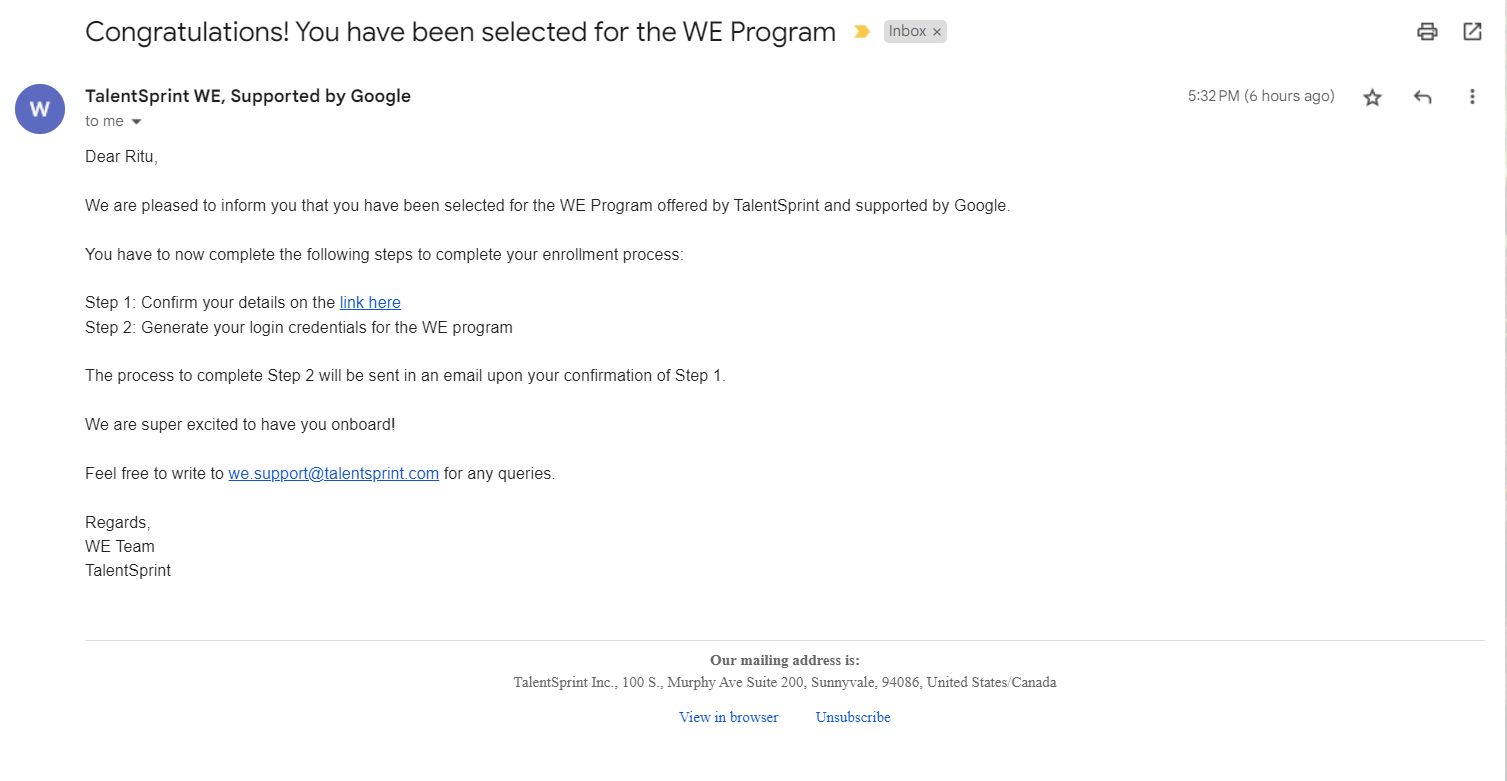 Congratulations! You have been selected for the WE Program Inbox ×
W
TalentSprint WE, Supported by Google 5:32 PM (6 hours ago)
to me
Dear Ritu,
We are pleased to inform you that you have been selected for the WE Program offered by TalentSprint and supported by Google.
You have to now complete the following steps to complete your enrollment process:
Step 1: Confirm your details on the link here
Step 2: Generate your login credentials for the WE program
The process to complete Step 2 will be sent in an email upon your confirmation of Step 1.
We are super excited to have you onboard!
Feel free to write to we.support@talentsprint.com for any queries.
Regards,
WE Team
TalentSprint
Our mailing address is:
TalentSprint Inc., 100 S., Murphy Ave Suite 200, Sunnyvale, 94086, United States/Canada
View in browser Unsubscribe